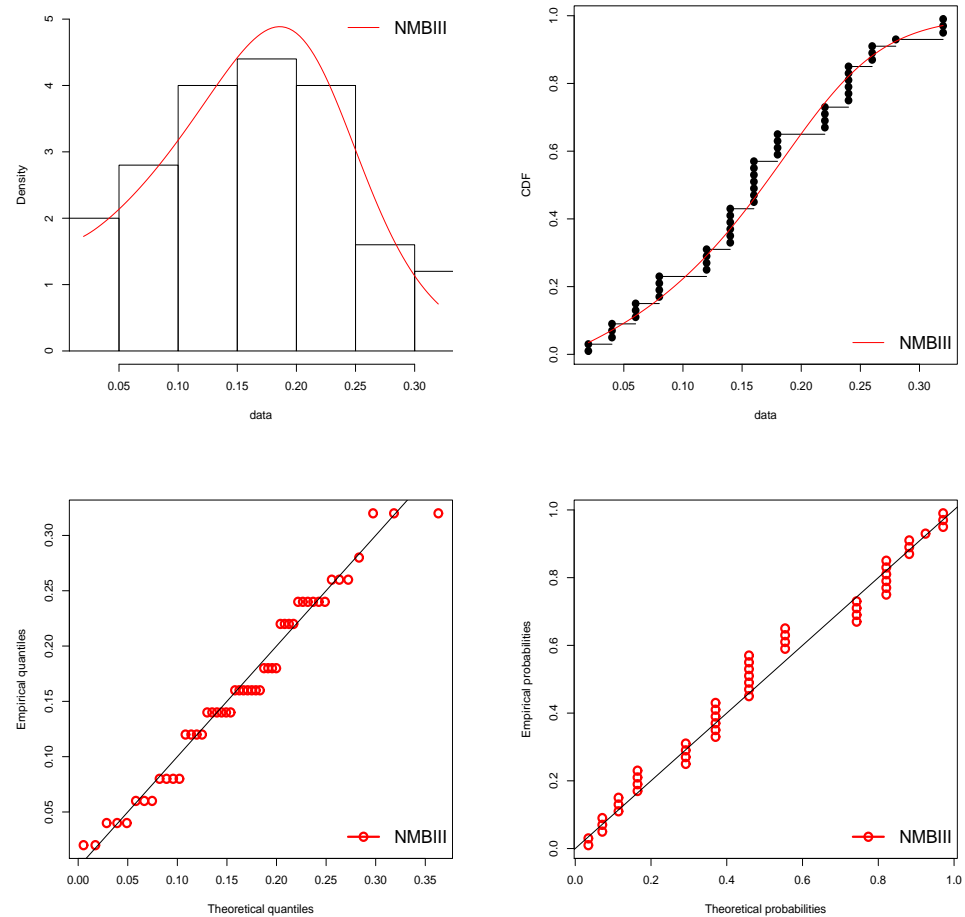 NMBIII
Density
0
1
2
3
4
5
0.05 0.10 0.15 0.20 0.25 0.30
data
CDF
0.0 0.2 0.4 0.6 0.8 1.0
NMBIII
0.05 0.10 0.15 0.20 0.25 0.30
data
Empirical quantiles
0.05 0.15 0.25 0.30
NMBIII
0.00 0.05 0.10 0.15 0.20 0.25 0.30 0.35
Theoretical quantiles
Empirical probabilities
0.0 0.2 0.4 0.6 0.8 1.0
NMBIII
0.0 0.2 0.4 0.6 0.8 1.0
Theoretical probabilities